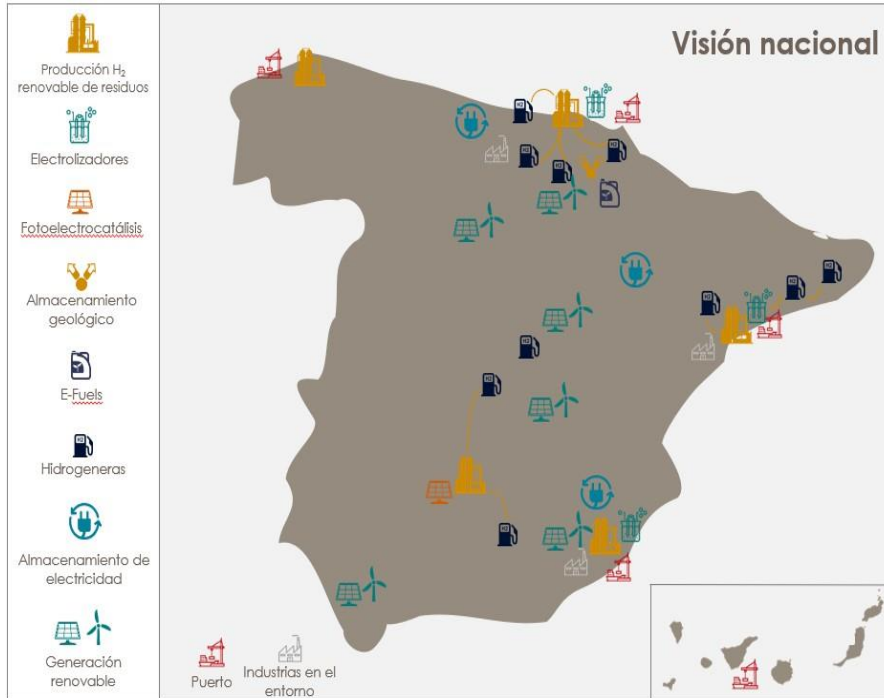 Visión nacional
Producción H₂
renovable de residuos
Electrolizadores
Fotoelectrocatálisis
Almacenamiento
geológico
E-Fuels
Hidrogeneras
Almacenamiento de
electricidad
Generación
renovable
Puerto
Industrias en el
entorno